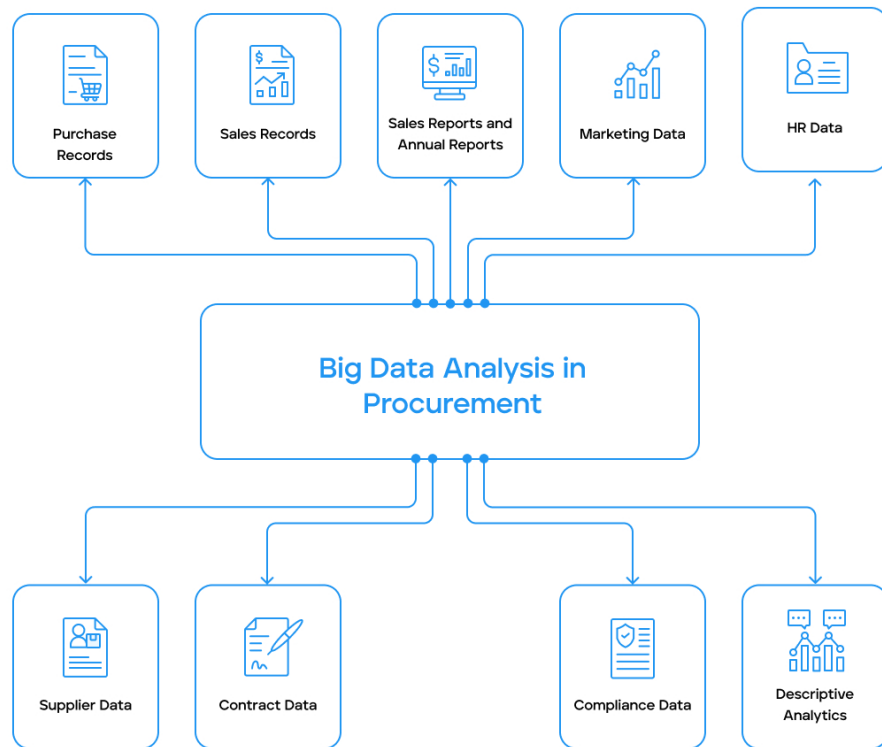 Purchase
Records
Sales Records
Sales Reports and
Annual Reports
Marketing Data
HR Data
Big Data Analysis in
Procurement
Supplier Data
Contract Data
Compliance Data
Descriptive
Analytics